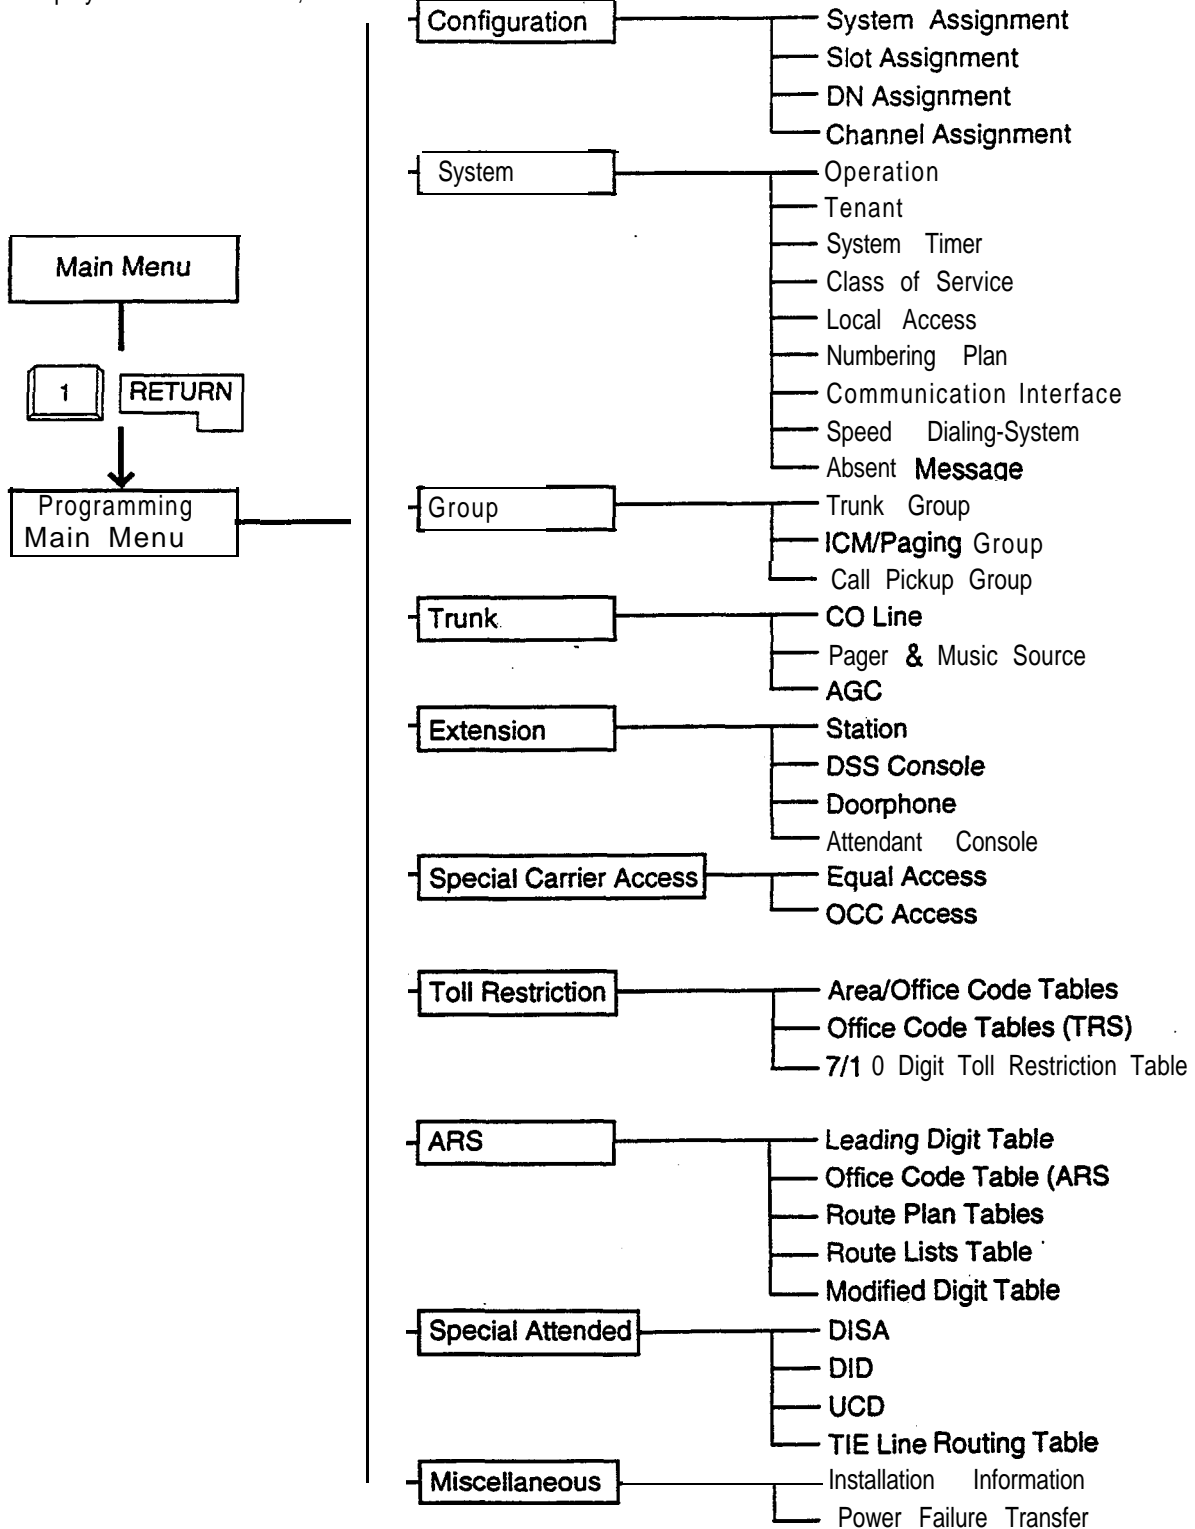 Main Menu
1
RETURN
Programming
Main Menu
Configuration
System Assignment
Slot Assignment
DN Assignment
Channel Assignment
System
Operation
Tenant
System Timer
Class of Service
Local Access
Numbering Plan
Communication Interface
Speed Dialing-System
Absent Message
Group
Trunk Group
ICM/Paging Group
Call Pickup Group
Trunk
CO Line
Pager & Music Source
AGC
Extension
Station
DSS Console
Doorphone
Attendant Console
Special Carrier Access
Equal Access
OCC Access
Toll Restriction
Area/Office Code Tables
Office Code Tables (TRS)
7/1 0 Digit Toll Restriction Table
ARS
Leading Digit Table
Office Code Table (ARS
Route Plan Tables
Route Lists Table
Modified Digit Table
Special Attended
DISA
DID
UCD
TIE Line Routing Table
Miscellaneous
Installation Information
Power Failure Transfer